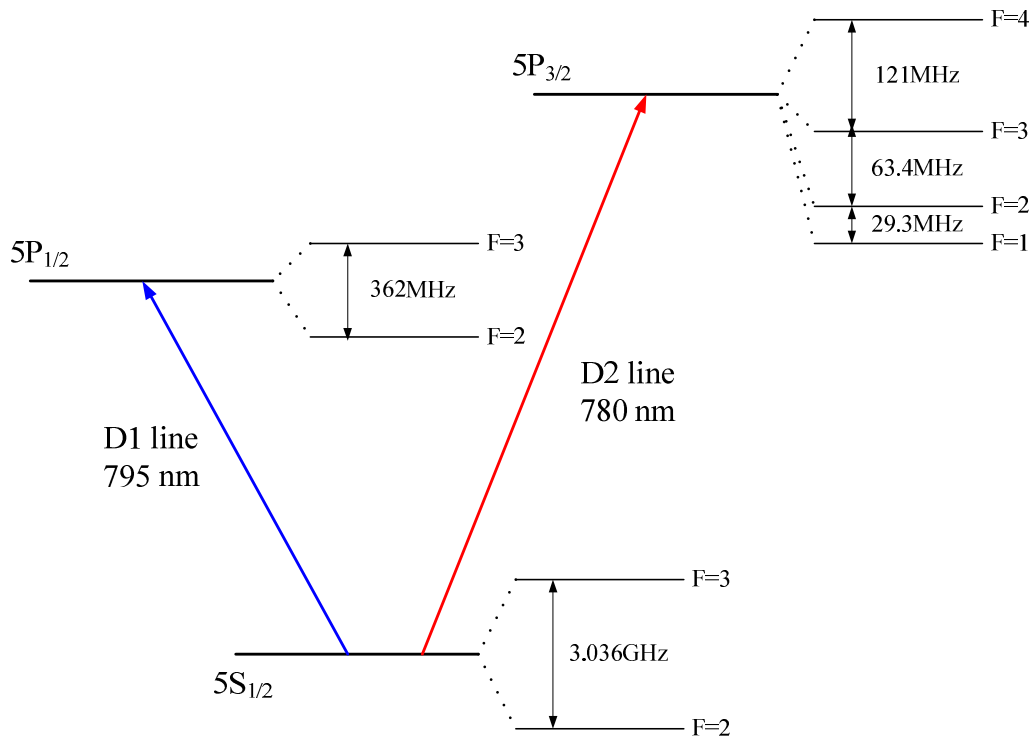 F=4
5P3/2
121MHz
F=3
63.4MHz
F=2
29.3MHz
F=1
5P1/2
F=3
362MHz
F=2
D1 line
795 nm
D2 line
780 nm
F=3
3.036GHz
5S1/2
F=2